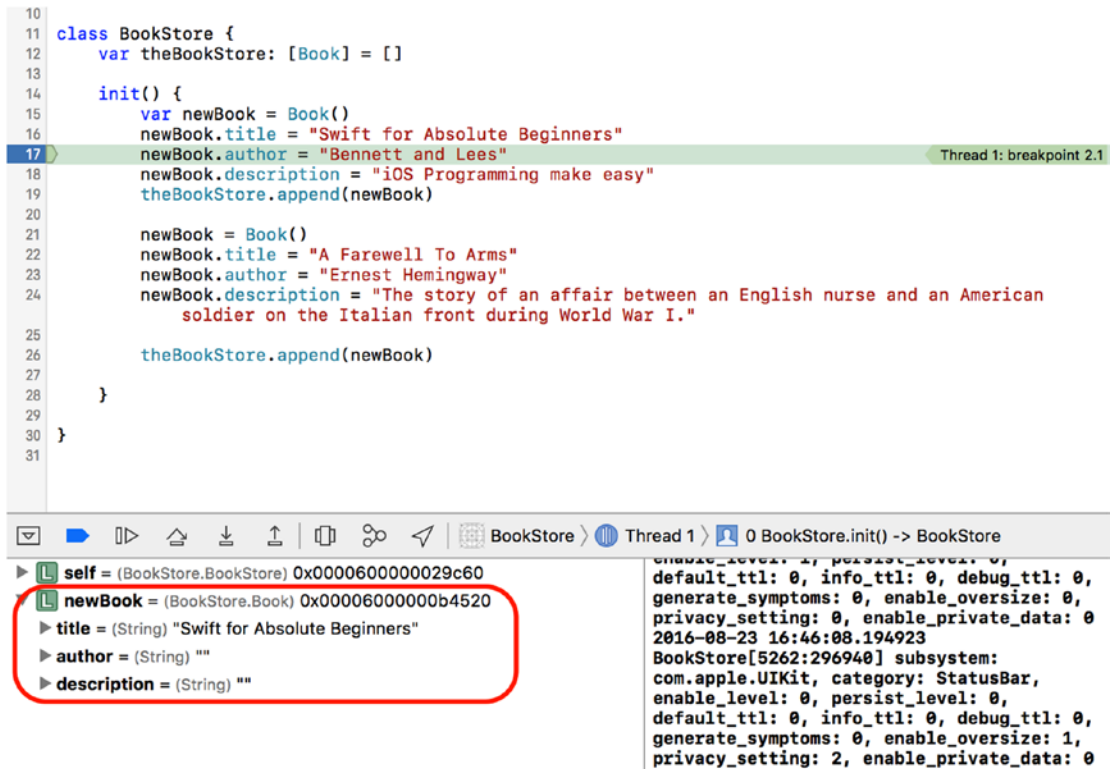 10
11 class BookStore {
12 var theBookStore: [Book] = []
13
14 init() {
15 var newBook = Book()
16 newBook.title = "Swift for Absolute Beginners"
17 newBook.author = "Bennett and Lees" Thread 1: breakpoint 2.1
18 newBook.description = "iOS Programming make easy"
19 theBookStore.append(newBook)
20
21 newBook = Book()
22 newBook.title = "A Farewell To Arms"
23 newBook.author = "Ernest Hemingway"
24 newBook.description = "The story of an affair between an English nurse and an American
soldier on the Italian front during World War I."
25
26 theBookStore.append(newBook)
27
28 }
29
30 }
31
BookStore Thread 1 0 BookStore.init() -> BookStore
L self = (BookStore.BookStore) 0x0000600000029c60
L newBook = (BookStore.Book) 0x00006000000b4520
title = (String) "Swift for Absolute Beginners"
author = (String) ""
description = (String) ""
enable_level: 1, persist_level: 0,
default_ttl: 0, info_ttl: 0, debug_ttl: 0,
generate_symptoms: 0, enable_oversize: 0,
privacy_setting: 0, enable_private_data: 0
2016-08-23 16:46:08.194923
BookStore[5262:296940] subsystem:
com.apple.UIKit, category: StatusBar,
enable_level: 0, persist_level: 0,
default_ttl: 0, info_ttl: 0, debug_ttl: 0,
generate_symptoms: 0, enable_oversize: 1,
privacy_setting: 2, enable_private_data: 0